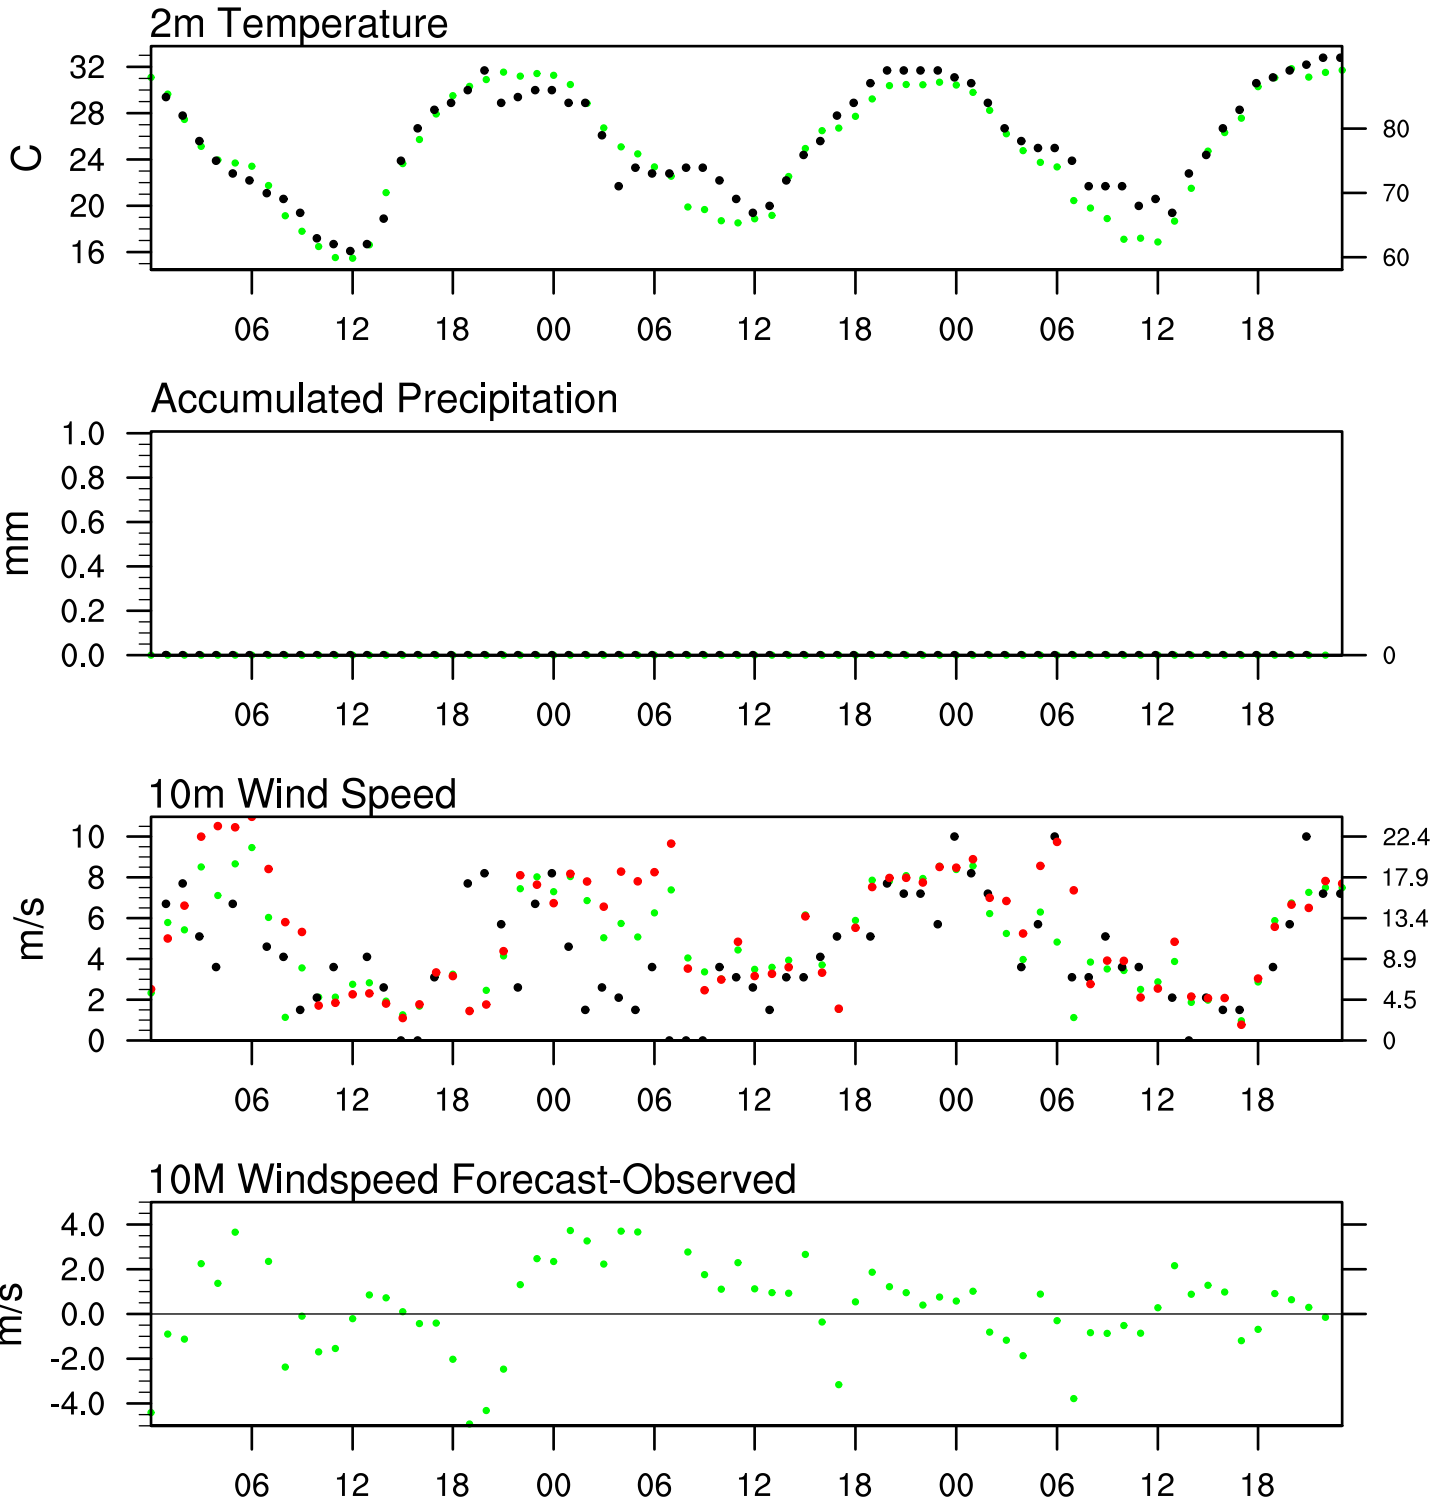 2m Temperature
32
28
24
20
16
C
80
70
60
06 12 18 00 06 12 18 00 06 12 18
Accumulated Precipitation
1.0
0.8
0.6
0.4
0.2
0.0
mm
0
06 12 18 00 06 12 18 00 06 12 18
10m Wind Speed
10
8
6
4
2
0
m/s
22.4
17.9
13.4
8.9
4.5
0
06 12 18 00 06 12 18 00 06 12 18
10M Windspeed Forecast-Observed
4.0
2.0
0.0
-2.0
-4.0
m/s
06 12 18 00 06 12 18 00 06 12 18